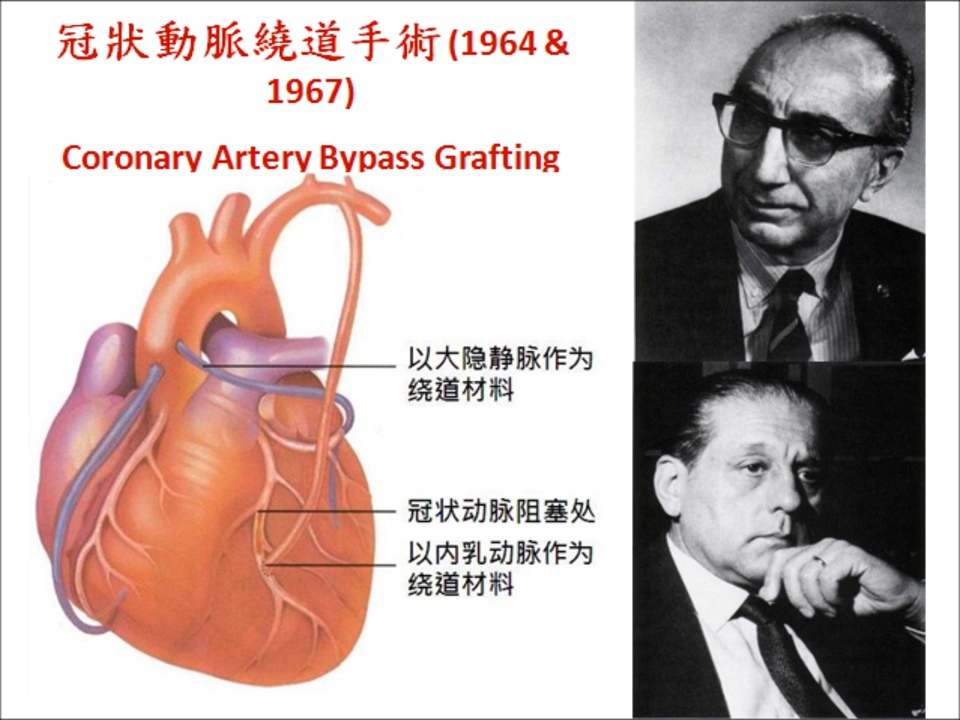 冠狀動脈繞道手術 (1964 &
1967)
Coronary Artery Bypass Grafting
以大隐静脉作为
绕道材料
冠状动脉阻塞处
以内乳动脉作为
绕道材料